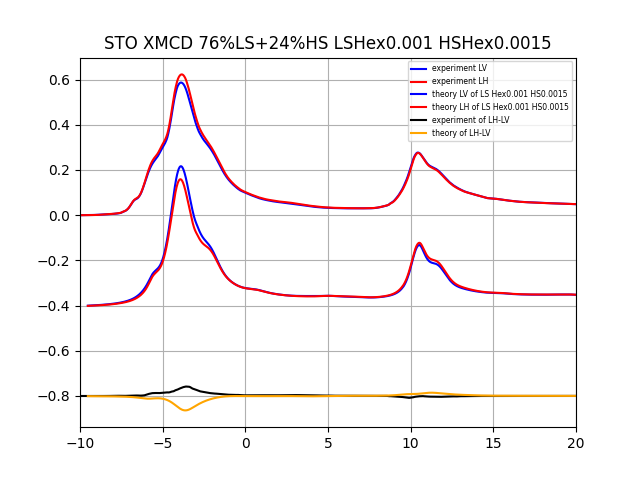 STO XMCD 76%LS+24%HS LSHex0.001 HSHex0.0015
experiment LV
experiment LH
theory LV of LS Hex0.001 HS0.0015
theory LH of LS Hex0.001 HS0.0015
experiment of LH-LV
theory of LH-LV
0.6
0.4
0.2
0.0
−0.2
−0.4
−0.6
−0.8
−10 −5 0 5 10 15 20